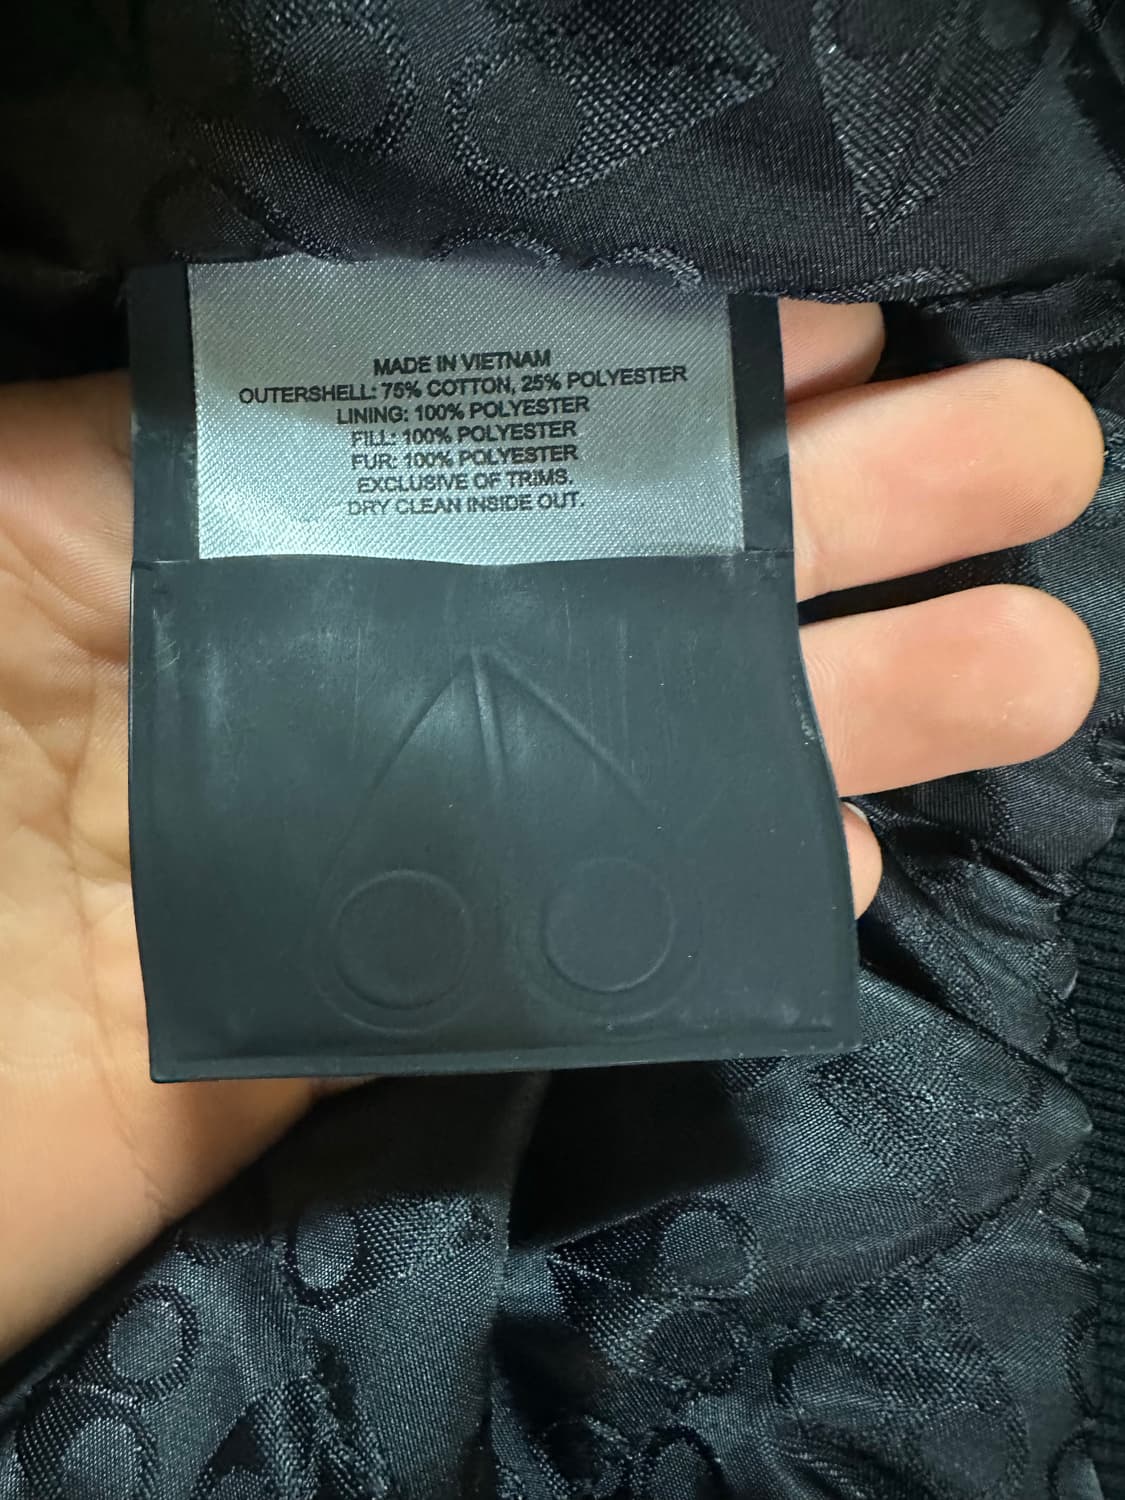 MADE IN VIETNAM
OUTERSHELL: 75% COTTON, 25% POLYESTER
LINING: 100% POLYESTER
FILL: 100% POLYESTER
FUR: 100% POLYESTER
EXCLUSIVE OF TRIMS.
DRY CLEAN INSIDE OUT.